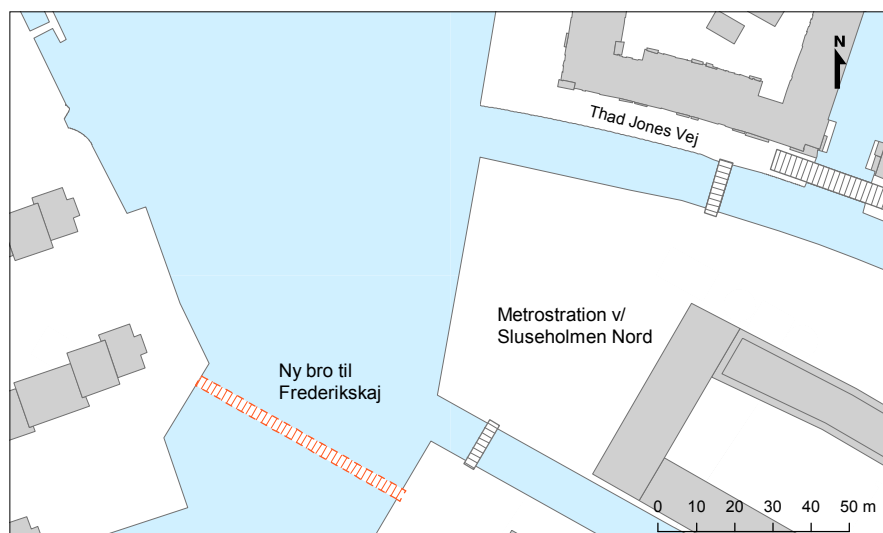 N
Thad Jones Vej
Metrostration v/
Sluseholmen Nord
Ny bro til
Frederikskaj
0 10 20 30 40 50 m